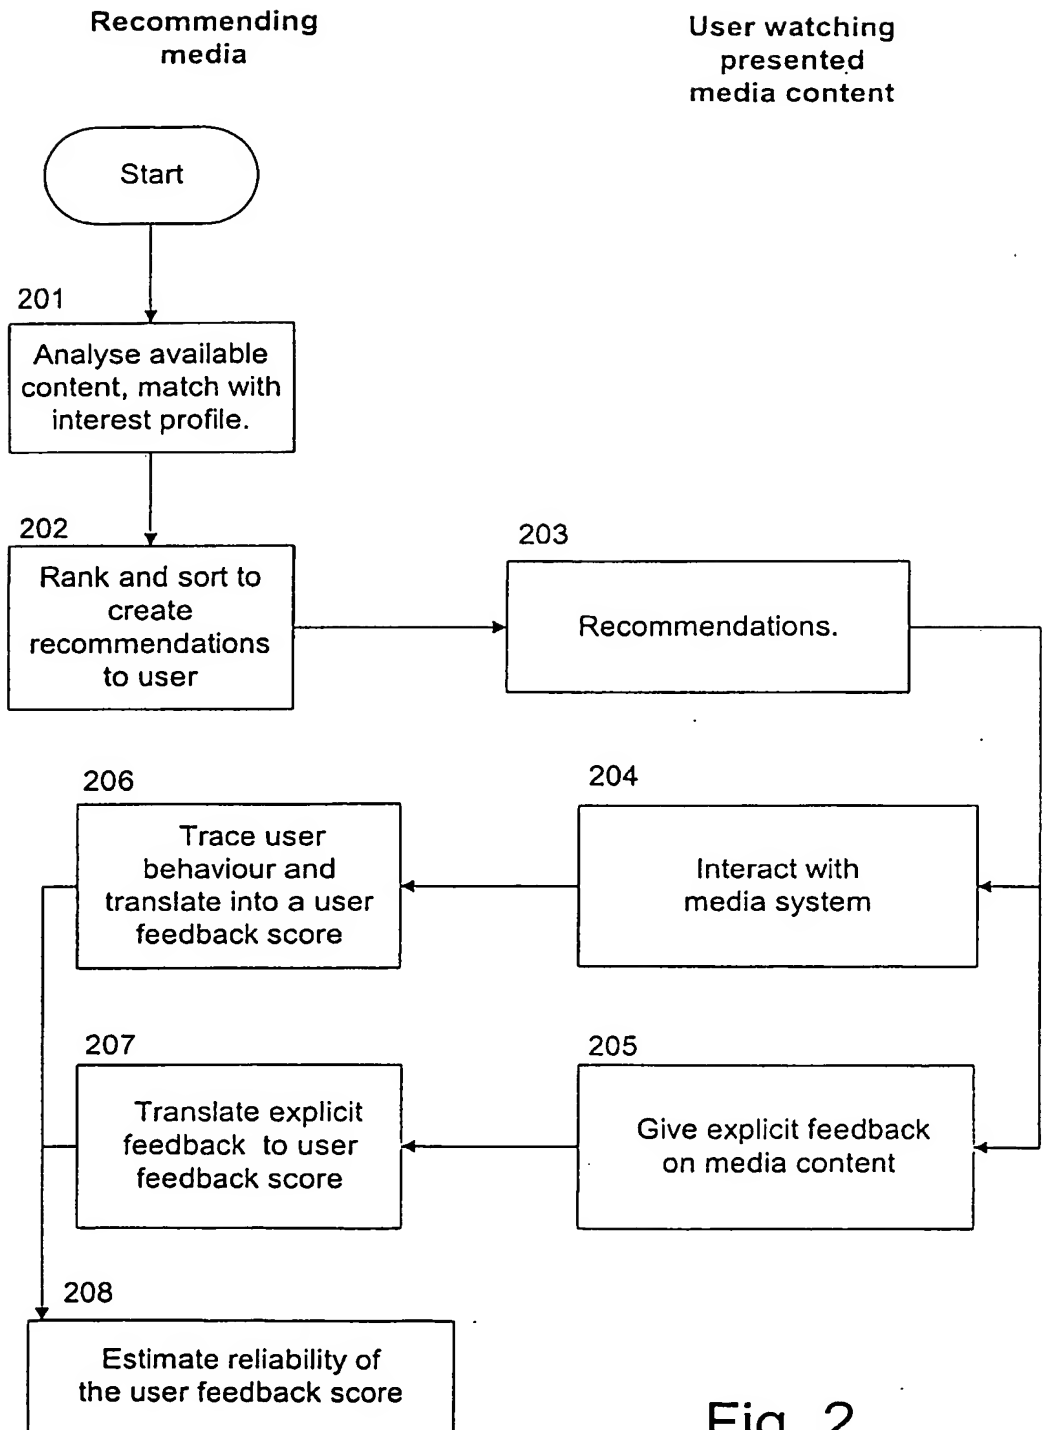 Recommending
media
User watching
presented
media content
Start
201
Analyse available
content, match with
interest profile.
202
Rank and sort to
create
recommendations
to user
203
Recommendations.
206
Trace user
behaviour and
translate into a user
feedback score
204
Interact with
media system
207
Translate explicit
feedback to user
feedback score
205
Give explicit feedback
on media content
208
Estimate reliability of
the user feedback score
Fig. 2